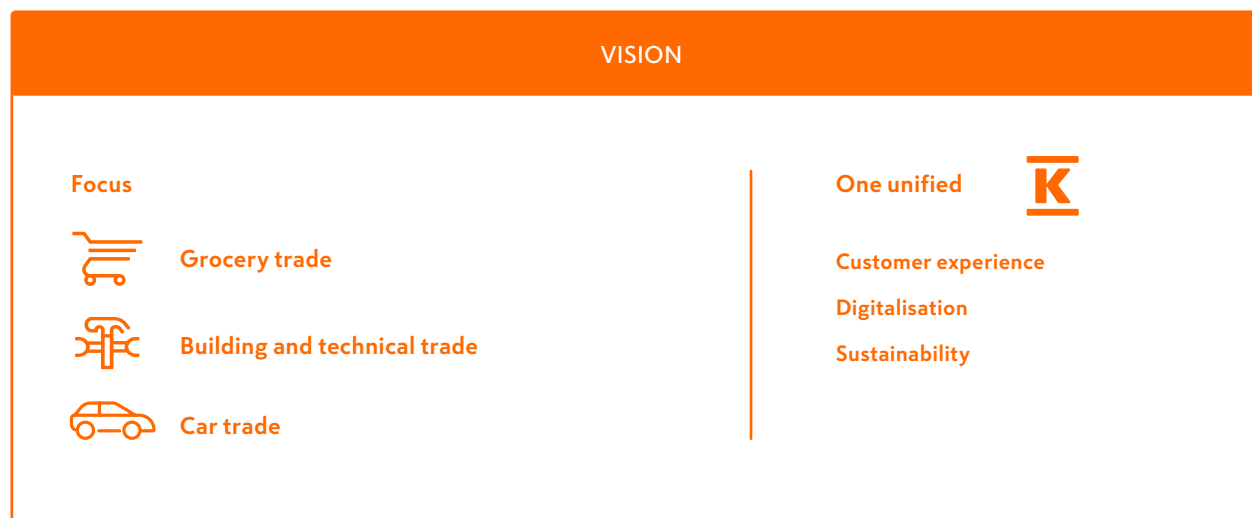 VISION
Focus
Grocery trade
Building and technical trade
Car trade
One unified K
Customer experience
Digitalisation
Sustainability